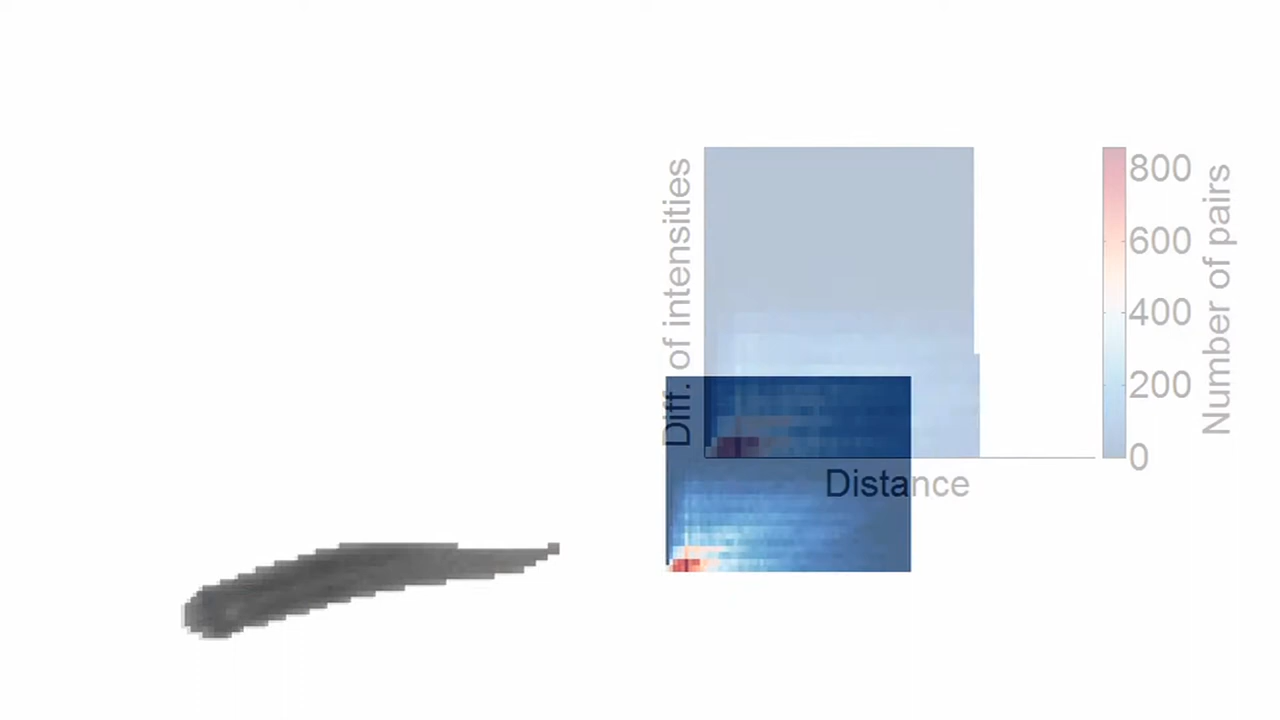 Diff. of intensities
Distance
800
600
400
200
0
Number of pairs